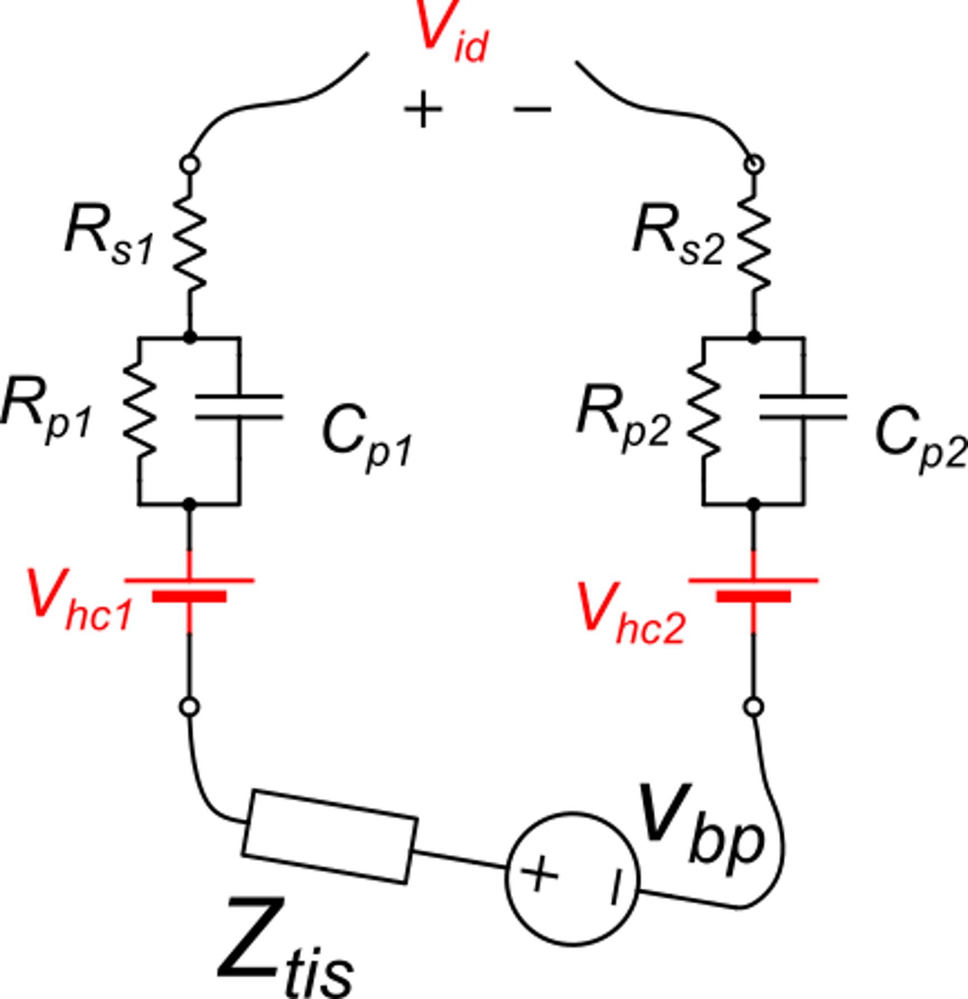 Vid
+ −
Rs1
Rs2
Rp1
Cp1
Rp2
Cp2
Vhc1
Vhc2
vbp
+ −
Ztis